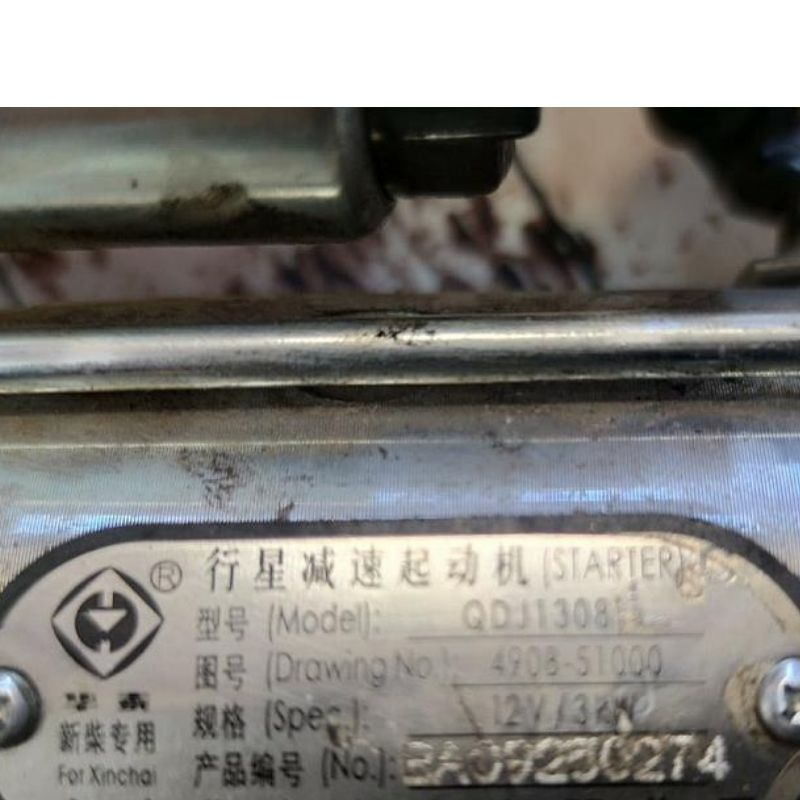 ® 行星减速起动机 (STARTER)
型号 (Model): QDJ1308
图号 (Drawing No.): 4908-51000
规格 (Spec.): 12V/3kW
新柴专用
For Xinchai
产品编号 (No.): BA09250274